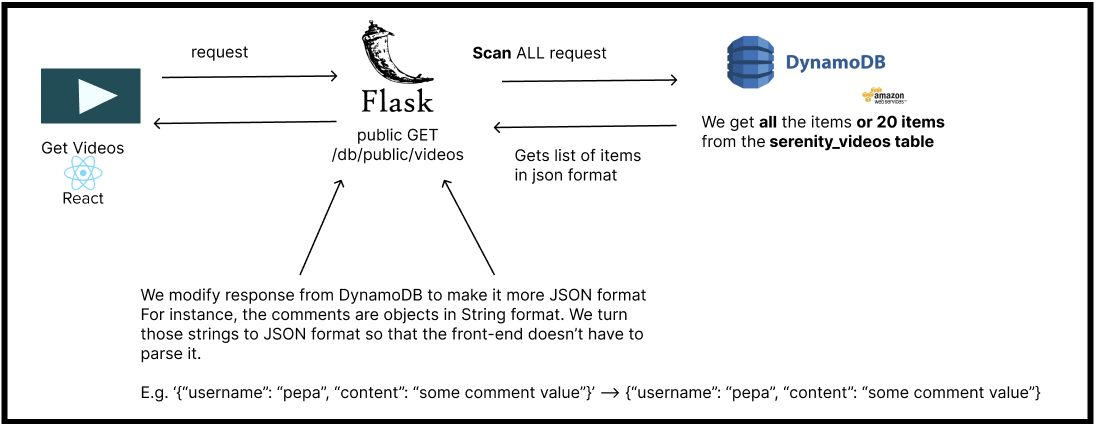 request
Scan ALL request
DynamoDB
amazon
web services™
Flask
We get all the items or 20 items
from the serenity_videos table
Get Videos
public GET
/db/public/videos
Gets list of items
in json format
React
We modify response from DynamoDB to make it more JSON format
For instance, the comments are objects in String format. We turn
those strings to JSON format so that the front-end doesn’t have to
parse it.
E.g. ‘{“username”: “pepa”, “content”: “some comment value”}’ → {“username”: “pepa”, “content”: “some comment value”}